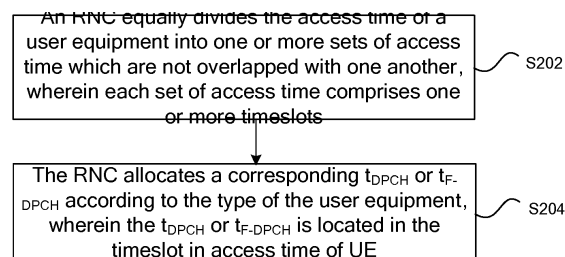 An RNC equally divides the access time of a
user equipment into one or more sets of access
time which are not overlapped with one another,
wherein each set of access time comprises one
or more timeslots
S202
The RNC allocates a corresponding tDPCH or tF-
DPCH according to the type of the user equipment,
wherein the tDPCH or tF-DPCH is located in the
timeslot in access time of UE
S204